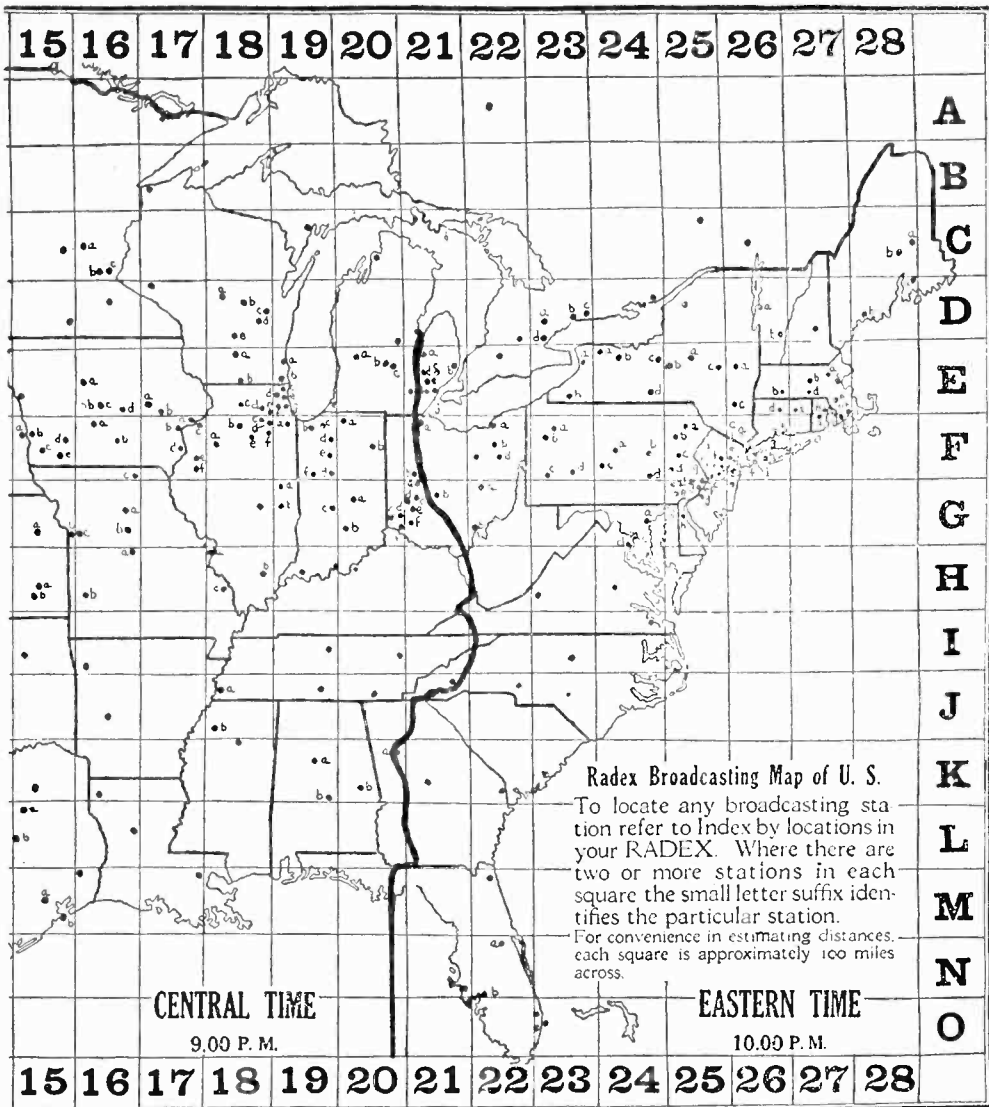 15 16 17 18 19 20 21 22 23 24 25 26 27 28
A
B
C
D
E
F
G
H
I
J
K
L
M
N
O
Radex Broadcasting Map of U. S.
To locate any broadcasting sta-
tion refer to Index by locations in
your RADEX. Where there are
two or more stations in each
square the small letter suffix iden-
tifies the particular station.
For convenience in estimating distances,
each square is approximately 100 miles
across.
CENTRAL TIME
9.00 P. M.
EASTERN TIME
10.00 P. M.
15 16 17 18 19 20 21 22 23 24 25 26 27 28